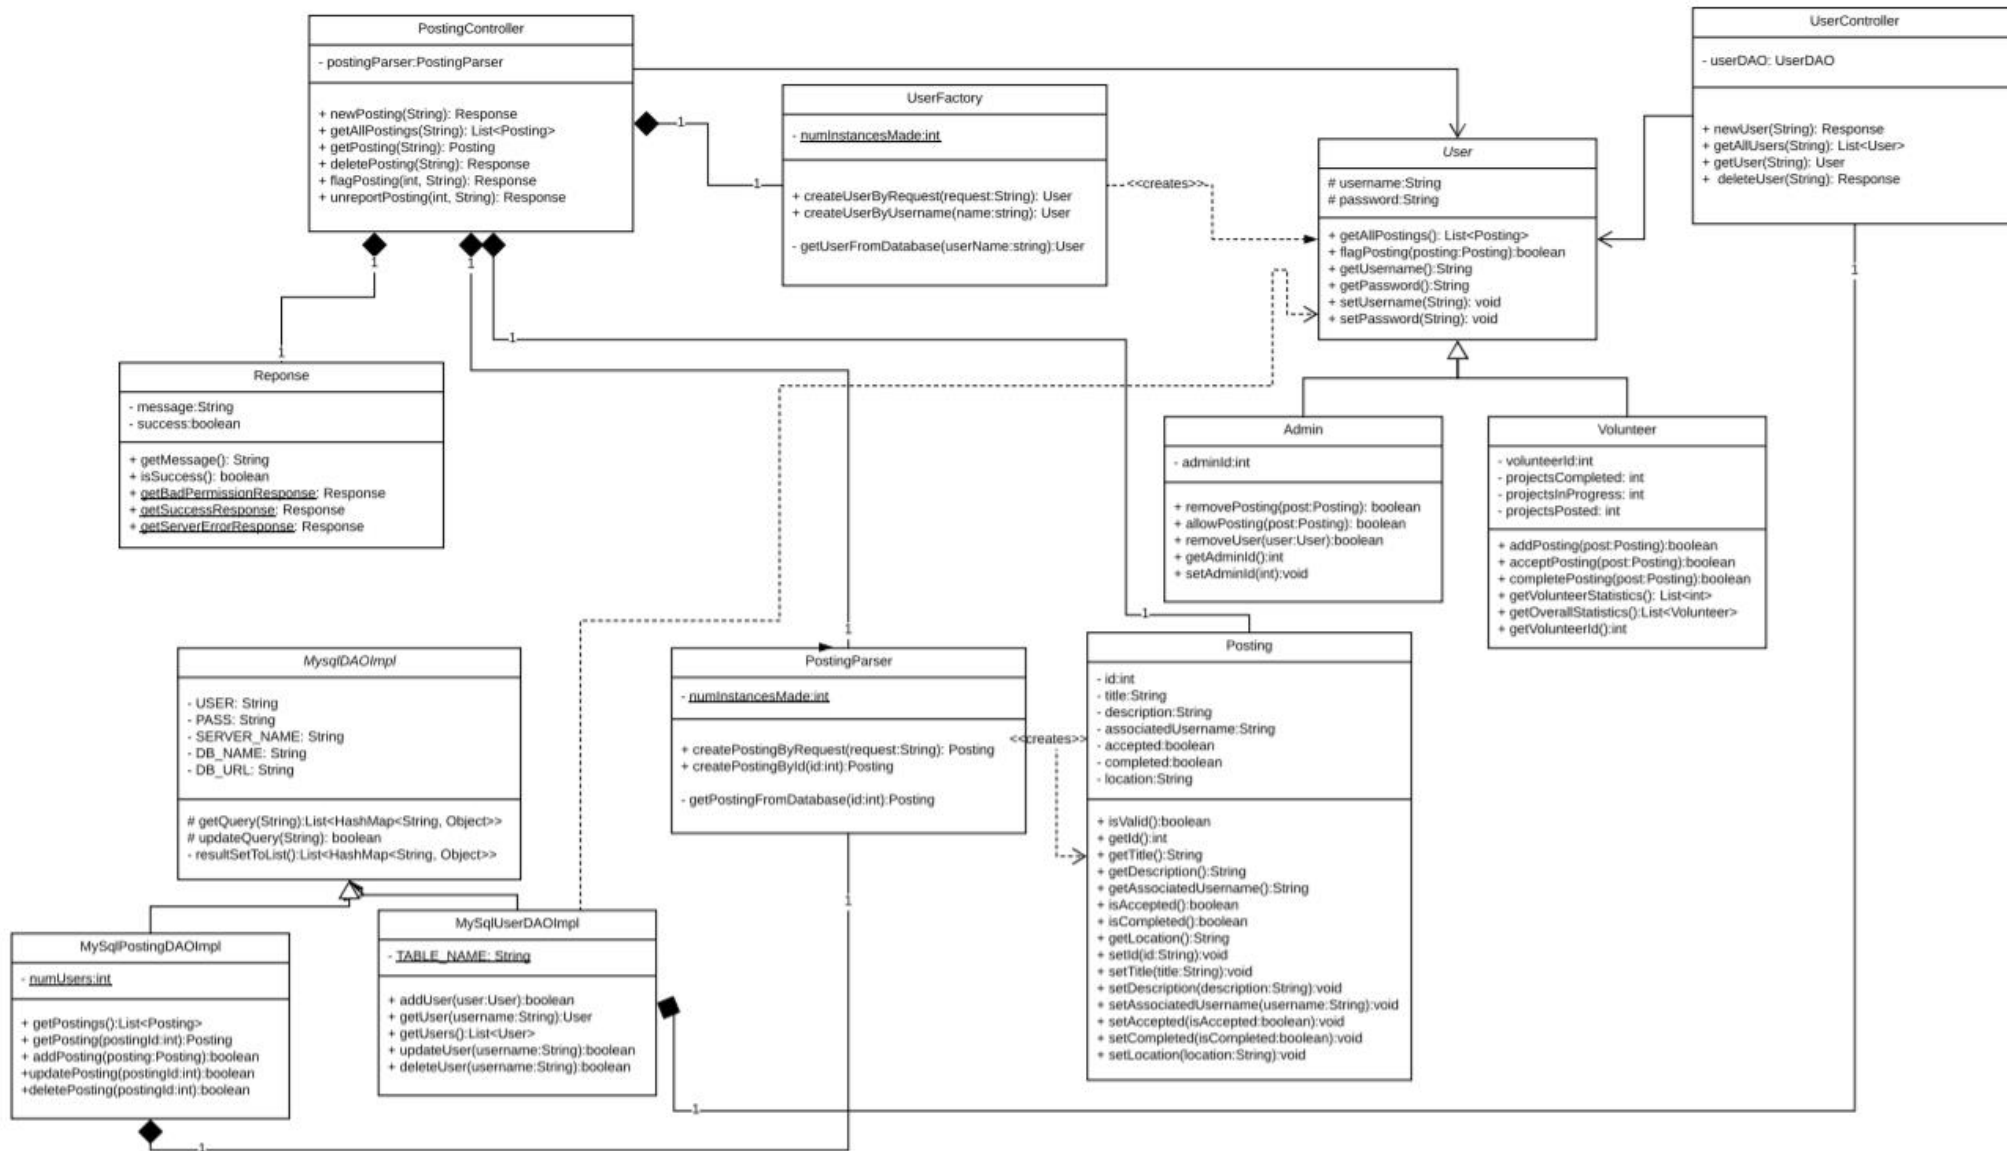 PostingController
- postingParser:PostingParser
+ newPosting(String): Response
+ getAllPostings(String): List<Posting>
+ getPosting(String): Posting
+ deletePosting(String): Response
+ flagPosting(int, String): Response
+ unreportPosting(int, String): Response
1
1
1
1
1
1
UserFactory
- numInstancesMade:int
+ createUserByRequest(request:String): User
+ createUserByUsername(name:string): User
- getUserFromDatabase(userName:string):User
<<creates>>
User
# username:String
# password:String
+ getAllPostings(): List<Posting>
+ flagPosting(posting:Posting):boolean
+ getUsername():String
+ getPassword():String
+ setUsername(String): void
+ setPassword(String): void
UserController
- userDAO: UserDAO
+ newUser(String): Response
+ getAllUsers(String): List<User>
+ getUser(String): User
+  deleteUser(String): Response
1
Reponse
- message:String
- success:boolean
+ getMessage(): String
+ isSuccess(): boolean
+ getBadPermissionResponse: Response
+ getSuccessResponse: Response
+ getServerErrorResponse: Response
Admin
- adminId:int
+ removePosting(post:Posting): boolean
+ allowPosting(post:Posting): boolean
+ removeUser(user:User):boolean
+ getAdminId():int
+ setAdminId(int):void
Volunteer
- volunteerId:int
- projectsCompleted: int
- projectsInProgress: int
- projectsPosted: int
+ addPosting(post:Posting):boolean
+ acceptPosting(post:Posting):boolean
+ completePosting(post:Posting):boolean
+ getVolunteerStatistics(): List<int>
+ getOverallStatistics():List<Volunteer>
+ getVolunteerId():int
1
1
MysqlDAOImpl
- USER: String
- PASS: String
- SERVER_NAME: String
- DB_NAME: String
- DB_URL: String
# getQuery(String):List<HashMap<String, Object>>
# updateQuery(String): boolean
- resultSetToList():List<HashMap<String, Object>>
PostingParser
- numInstancesMade:int
+ createPostingByRequest(request:String): Posting
+ createPostingById(id:int):Posting
- getPostingFromDatabase(id:int):Posting
<<creates>>
Posting
- id:int
- title:String
- description:String
- associatedUsername:String
- accepted:boolean
- completed:boolean
- location:String
+ isValid():boolean
+ getId():int
+ getTitle():String
+ getDescription():String
+ getAssociatedUsername():String
+ isAccepted():boolean
+ isCompleted():boolean
+ getLocation():String
+ setId(id:String):void
+ setTitle(title:String):void
+ setDescription(description:String):void
+ setAssociatedUsername(username:String):void
+ setAccepted(isAccepted:boolean):void
+ setCompleted(isCompleted:boolean):void
+ setLocation(location:String):void
1
MySqlPostingDAOImpl
- numUsers:int
+ getPostings():List<Posting>
+ getPosting(postingId:int):Posting
+ addPosting(posting:Posting):boolean
+updatePosting(postingId:int):boolean
+deletePosting(postingId:int):boolean
MySqlUserDAOImpl
- TABLE_NAME: String
+ addUser(user:User):boolean
+ getUser(username:String):User
+ getUsers():List<User>
+ updateUser(username:String):boolean
+ deleteUser(username:String):boolean
1
1